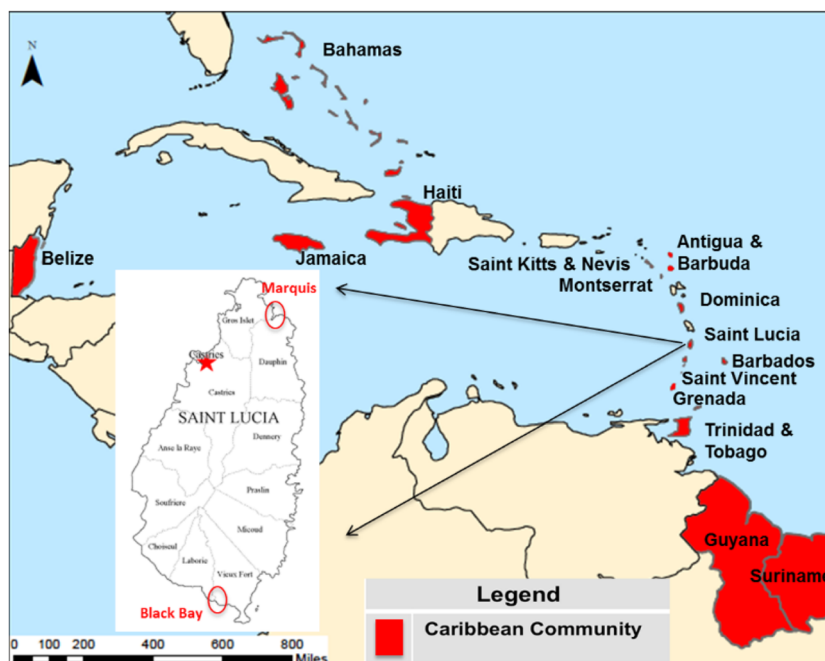 N
Bahamas
Haiti
Belize
Jamaica
Antigua &
Barbuda
Saint Kitts & Nevis
Montserrat
Dominica
Saint Lucia
Barbados
Saint Vincent
Grenada
Trinidad &
Tobago
Guyana
Suriname
Marquis
Gros Islet
Castries
Dauphin
Castries
SAINT LUCIA
Dennery
Anse la Raye
Praslin
Soufriere
Micoud
Choiseul
Laborie
Vieux Fort
Black Bay
Legend
Caribbean Community
0 100 200 400 600 800
Miles